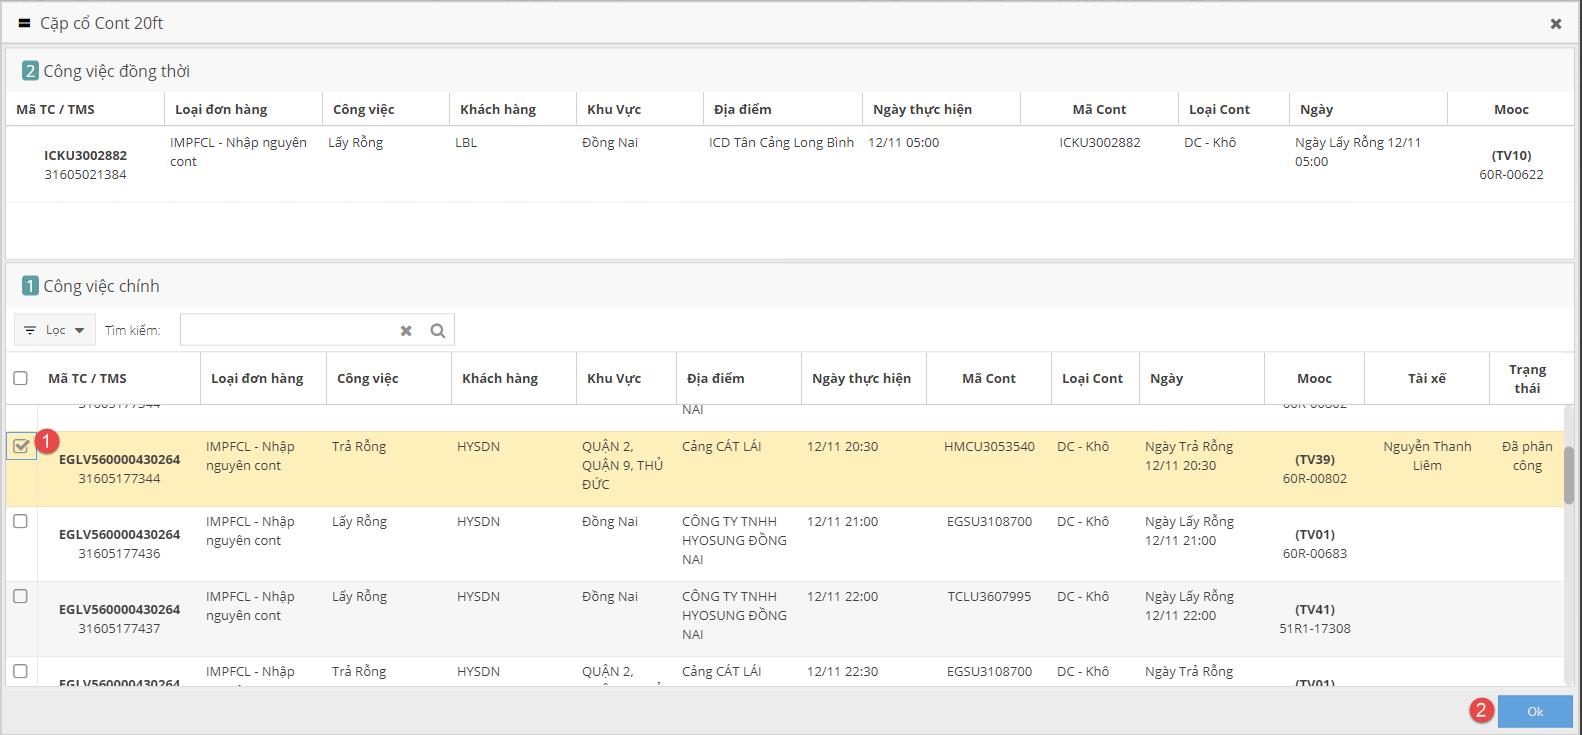 Cặp cổ Cont 20ft
2 Công việc đồng thời
Mã TC / TMS Loại đơn hàng Công việc Khách hàng Khu Vực Địa điểm Ngày thực hiện Mã Cont Loại Cont Ngày Mooc
ICKU3002882
31605021384
IMPFCL - Nhập nguyên
cont
Lấy Rỗng
LBL
Đồng Nai
ICD Tân Cảng Long Bình
12/11 05:00
ICKU3002882
DC - Khô
Ngày Lấy Rỗng 12/11
05:00
(TV10)
60R-00622
1 Công việc chính
Lọc Tìm kiếm:
Mã TC / TMS Loại đơn hàng Công việc Khách hàng Khu Vực Địa điểm Ngày thực hiện Mã Cont Loại Cont Ngày Mooc Tài xế Trạng
thái
31605177344
NAI
60R-00802
1
EGLV560000430264
31605177344
IMPFCL - Nhập
nguyên cont
Trả Rỗng
HYSDN
QUẬN 2,
QUẬN 9, THỦ
ĐỨC
Cảng CÁT LÁI
12/11 20:30
HMCU3053540
DC - Khô
Ngày Trả Rỗng
12/11 20:30
(TV39)
60R-00802
Nguyễn Thanh
Liêm
Đã phân
công
EGLV560000430264
31605177436
IMPFCL - Nhập
nguyên cont
Lấy Rỗng
HYSDN
Đồng Nai
CÔNG TY TNHH
HYOSUNG ĐỒNG
NAI
12/11 21:00
EGSU3108700
DC - Khô
Ngày Lấy Rỗng
12/11 21:00
(TV01)
60R-00683
EGLV560000430264
31605177437
IMPFCL - Nhập
nguyên cont
Lấy Rỗng
HYSDN
Đồng Nai
CÔNG TY TNHH
HYOSUNG ĐỒNG
NAI
12/11 22:00
TCLU3607995
DC - Khô
Ngày Lấy Rỗng
12/11 22:00
(TV41)
51R1-17308
EGLV560000430264
IMPFCL - Nhập
Trả Rỗng
HYSDN
QUẬN 2,
Cảng CÁT LÁI
12/11 22:30
EGSU3108700
DC - Khô
Ngày Trả Rỗng
(TV01)
2 Ok